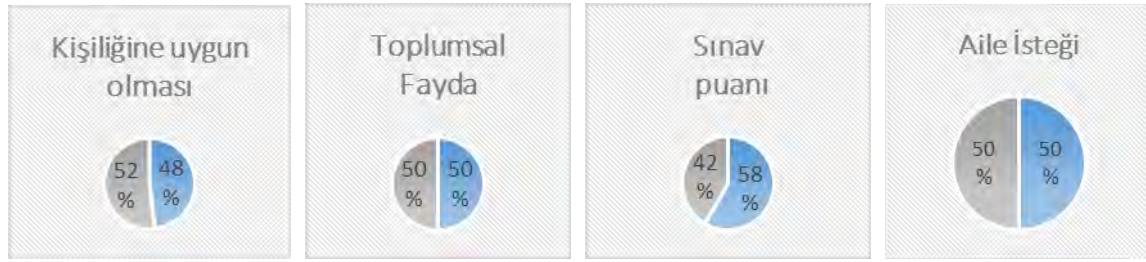 Kişiliğine uygun
olması
52
%
48
%
Toplumsal
Fayda
50
%
50
%
Sınav
puanı
42
%
58
%
Aile İsteği
50
%
50
%